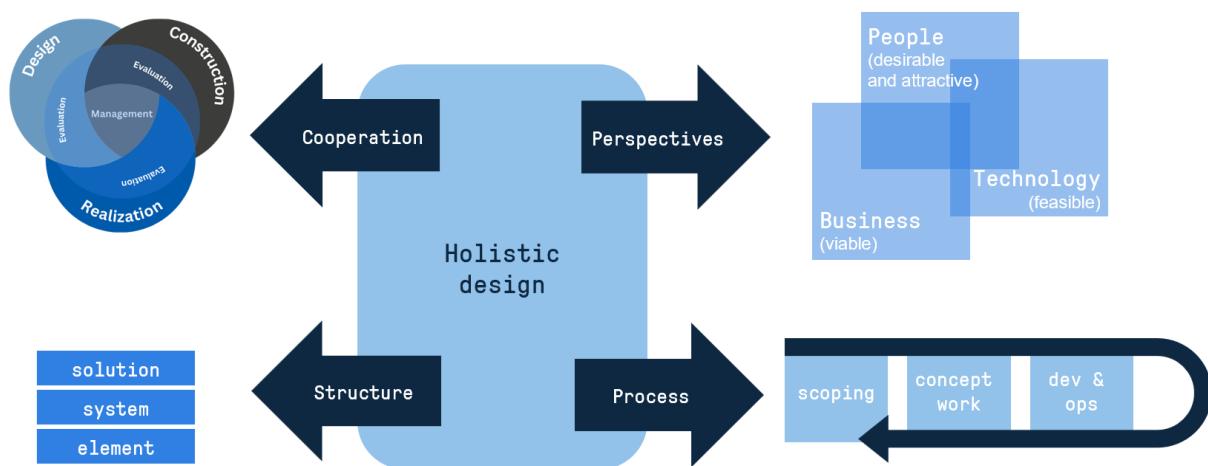 Design
Construction
Evaluation
Evaluation
Management
Evaluation
Realization
Cooperation
Perspectives
People
(desirable
and attractive)
Technology
(feasible)
Business
(viable)
Holistic
design
solution
system
element
Structure
Process
scoping
concept
work
dev &
ops